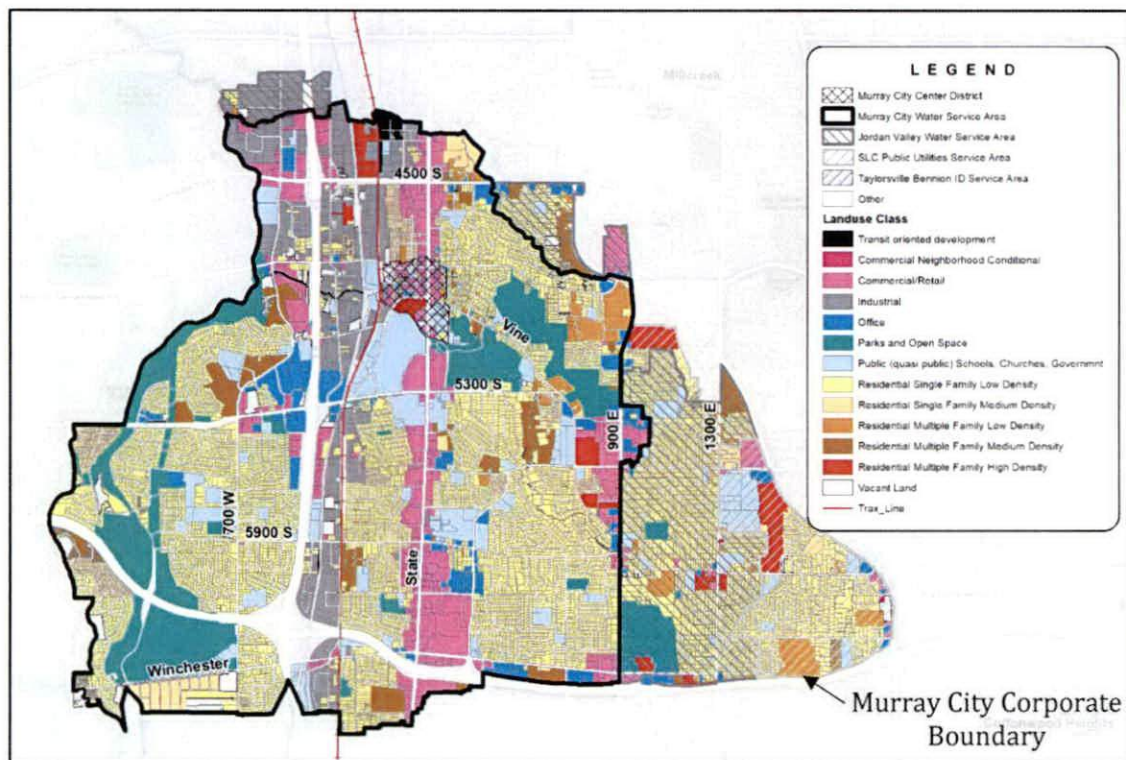 Millcreek
LEGEND
Murray City Center District
Murray City Water Service Area
Jordan Valley Water Service Area
SLC Public Utilities Service Area
Taylorsville Bennion ID Service Area
Other
Landuse Class
Transit oriented development
Commercial Neighborhood Conditional
Commercial/Retail
Industrial
Office
Parks and Open Space
Public (quasi public) Schools, Churches, Governmnt
Residential Single Family Low Density
Residential Single Family Medium Density
Residential Multiple Family Low Density
Residential Multiple Family Medium Density
Residential Multiple Family High Density
Vacant Land
Trax_Line
4500 S
Vine
5300 S
900 E
1300 E
700 W
5900 S
State
Winchester
Murray City Corporate
Boundary
Cottonwood Heights